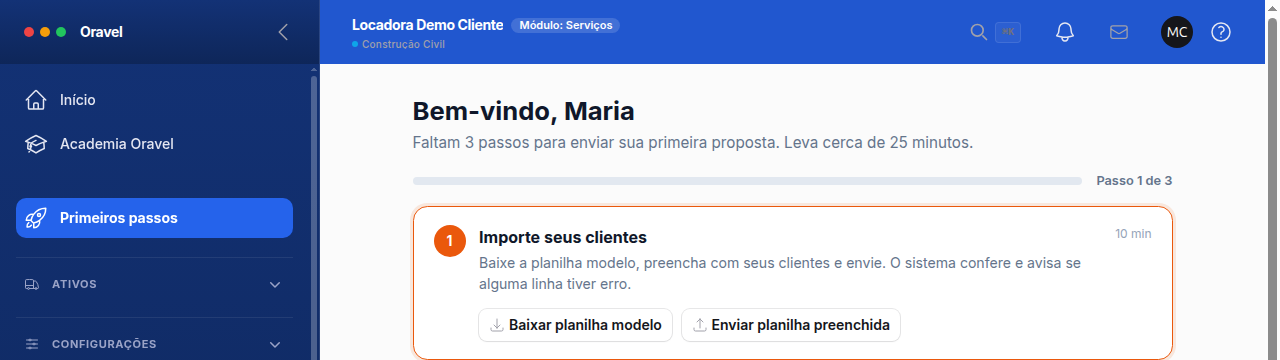 Oravel
Locadora Demo Cliente
Módulo: Serviços
Construção Civil
⌘K
MC
Início
Academia Oravel
Primeiros passos
ATIVOS
CONFIGURAÇÕES
Bem-vindo, Maria
Faltam 3 passos para enviar sua primeira proposta. Leva cerca de 25 minutos.
Passo 1 de 3
1
Importe seus clientes
10 min
Baixe a planilha modelo, preencha com seus clientes e envie. O sistema confere e avisa se
alguma linha tiver erro.
Baixar planilha modelo
Enviar planilha preenchida